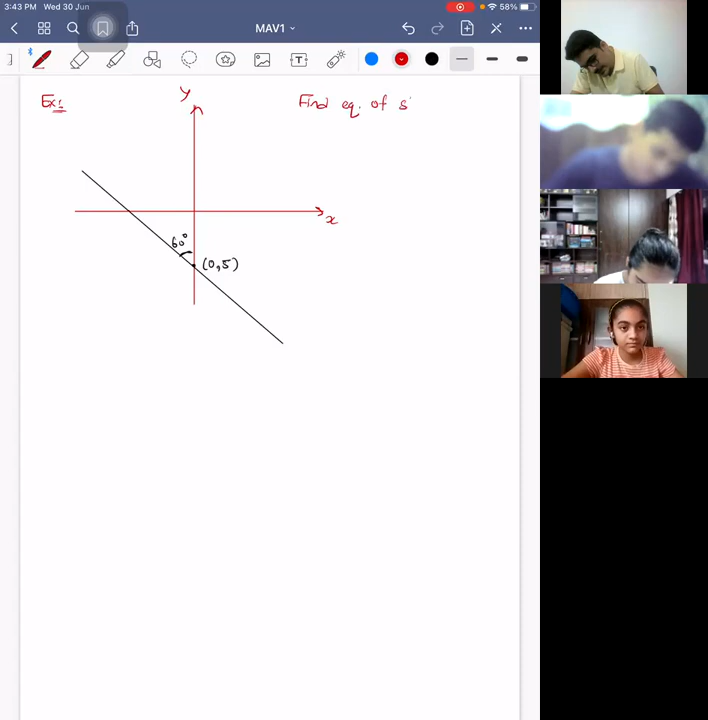 3:43 PM Wed 30 Jun
58%
MAV1
T
Ex:
Find eq. of s
y
x
60°
(0,5)